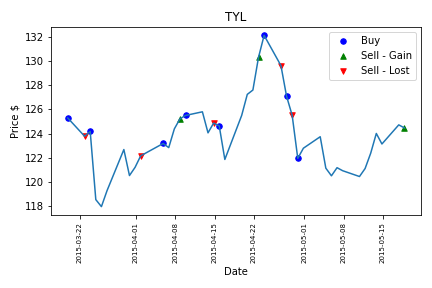 TYL
Buy
Sell - Gain
Sell - Lost
Price $
132
130
128
126
124
122
120
118
2015-03-22
2015-04-01
2015-04-08
2015-04-15
2015-04-22
2015-05-01
2015-05-08
2015-05-15
Date